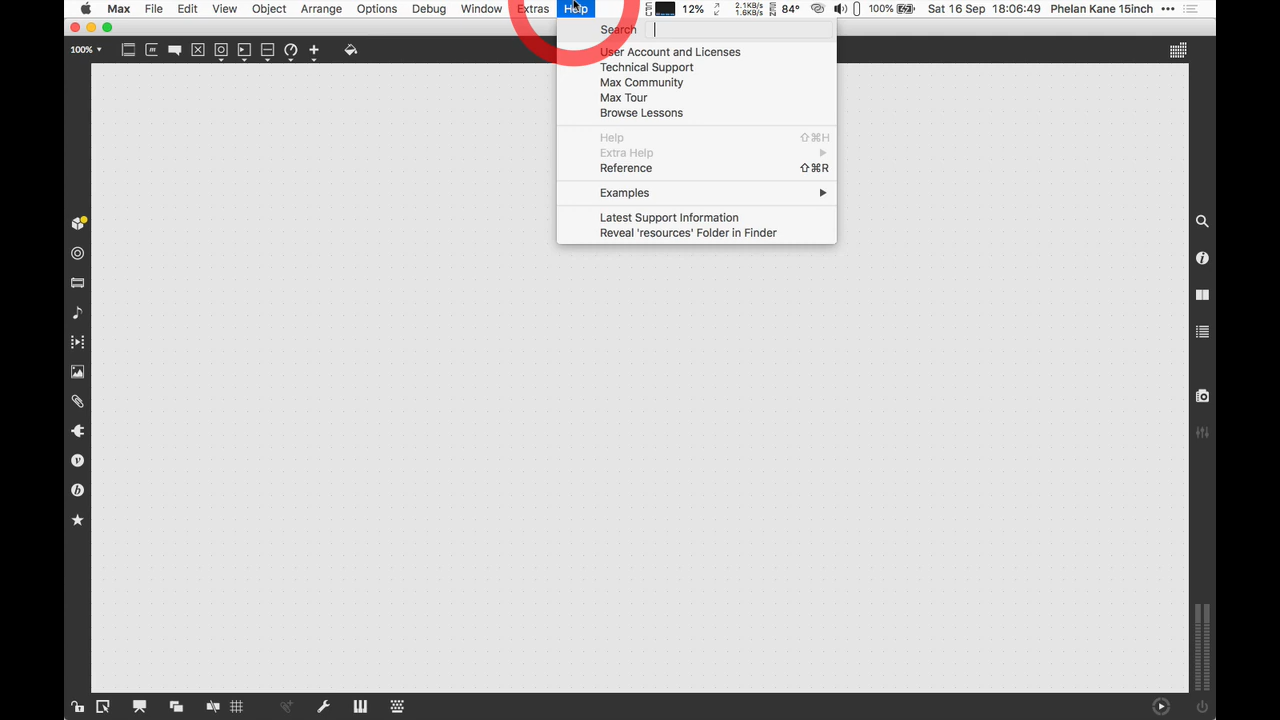 Max File Edit View Object Arrange Options Debug Window Extras Help 12% 2.1KB/s 1.6KB/s 84° 100% Sat 16 Sep 18:06:49 Phelan Kane 15inch
100%
Search
User Account and Licenses
Technical Support
Max Community
Max Tour
Browse Lessons
Help ⇧⌘H
Extra Help
Reference ⇧⌘R
Examples
Latest Support Information
Reveal 'resources' Folder in Finder